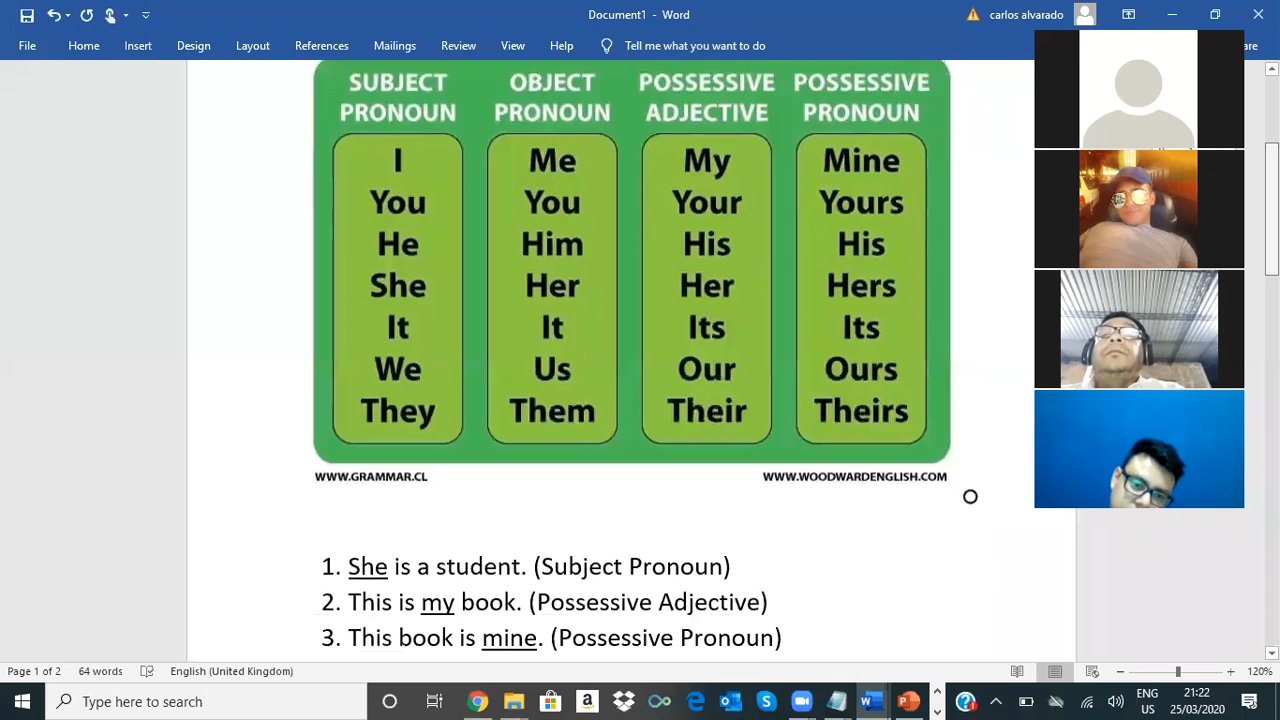 Document1 - Word
carlos alvarado
File Home Insert Design Layout References Mailings Review View Help Tell me what you want to do
are
SUBJECT PRONOUN OBJECT PRONOUN POSSESSIVE ADJECTIVE POSSESSIVE PRONOUN
I Me My Mine
You You Your Yours
He Him His His
She Her Her Hers
It It Its Its
We Us Our Ours
They Them Their Theirs
WWW.GRAMMAR.CL WWW.WOODWARDENGLISH.COM
1. She is a student. (Subject Pronoun)
2. This is my book. (Possessive Adjective)
3. This book is mine. (Possessive Pronoun)
Page 1 of 2 64 words English (United Kingdom) 120%
Type here to search
ENG 21:22
US 25/03/2020